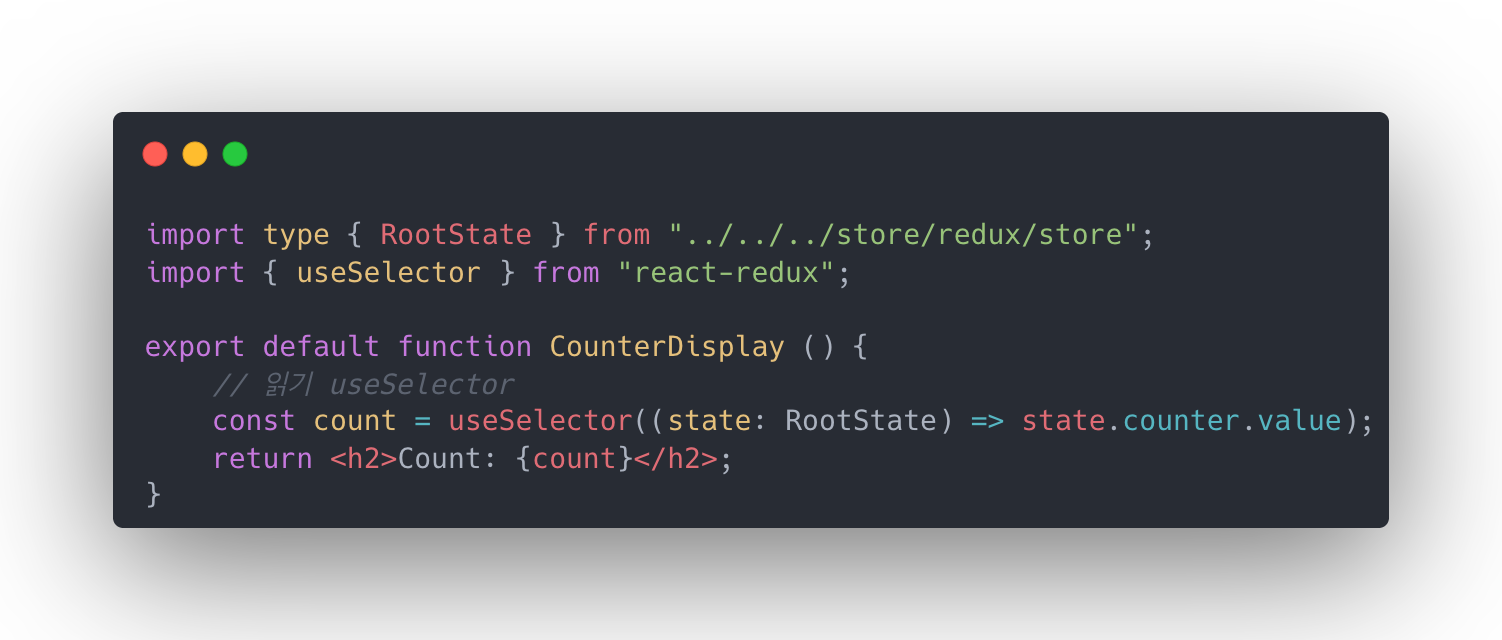 import type { RootState } from "../../../store/redux/store";
import { useSelector } from "react-redux";
export default function CounterDisplay () {
// 읽기 useSelector
const count = useSelector((state: RootState) => state.counter.value);
return <h2>Count: {count}</h2>;
}